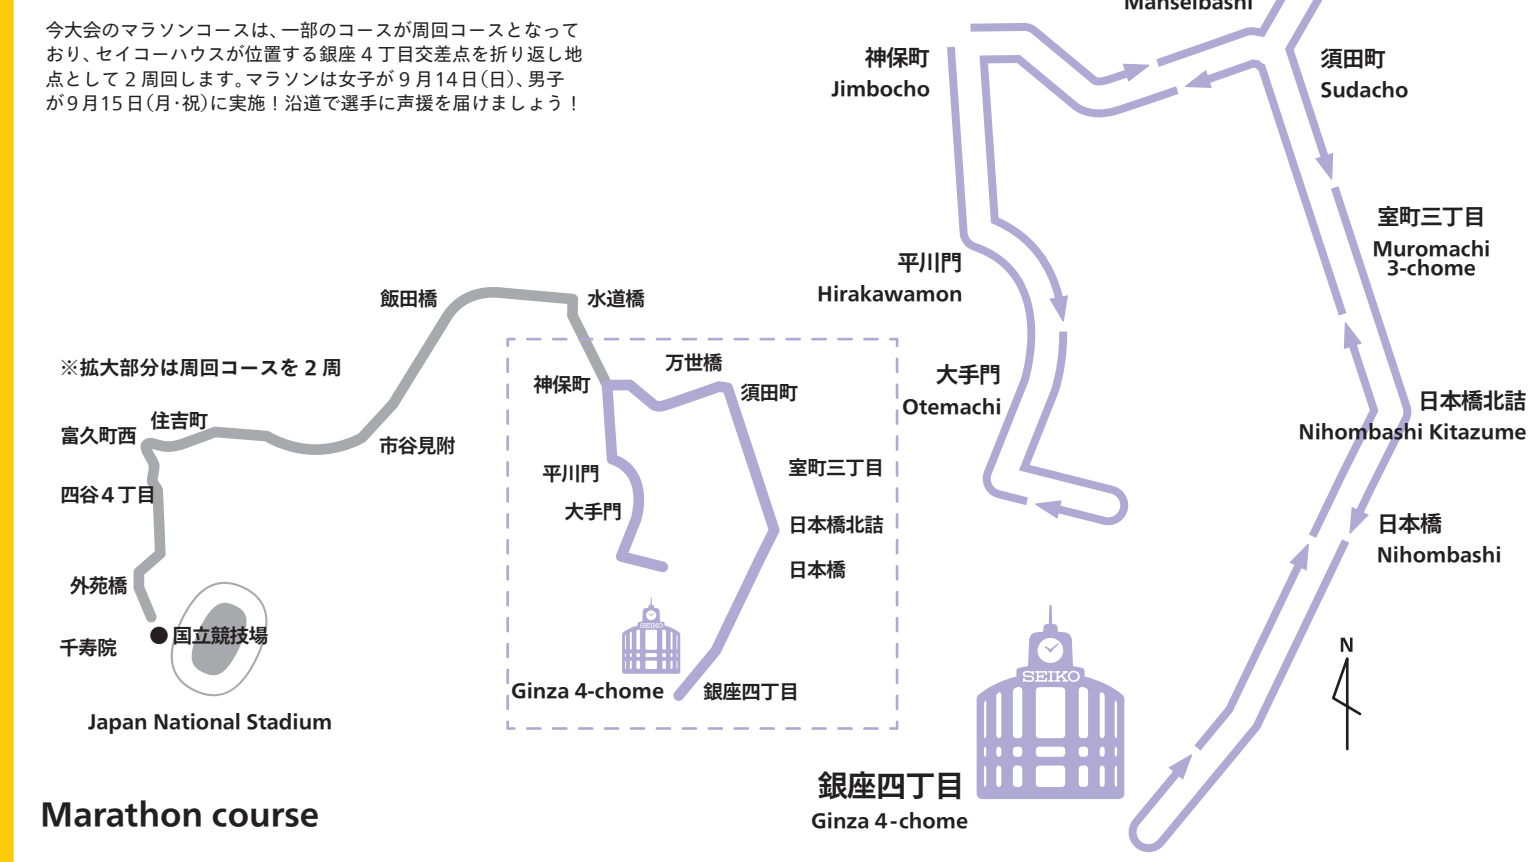 今大会のマラソンコースは、一部のコースが周回コースとなって
おり、セイコーハウスが位置する銀座4丁目交差点を折り返し地
点として2周回します。マラソンは女子が9月14日(日)、男子
が9月15日(月・祝)に実施!沿道で選手に声援を届けましょう!
Manseibashi
神保町
Jimbocho
須田町
Sudacho
室町三丁目
Muromachi
3-chome
平川門
Hirakawamon
大手門
Otemachi
日本橋北詰
Nihombashi Kitazume
日本橋
Nihombashi
飯田橋
水道橋
※拡大部分は周回コースを2周
万世橋
神保町
須田町
住吉町
富久町西
市谷見附
四谷4丁目
平川門
室町三丁目
大手門
日本橋北詰
日本橋
外苑橋
国立競技場
千寿院
Japan National Stadium
SEIKO
Ginza 4-chome
銀座四丁目
SEIKO
N
銀座四丁目
Ginza 4-chome
Marathon course